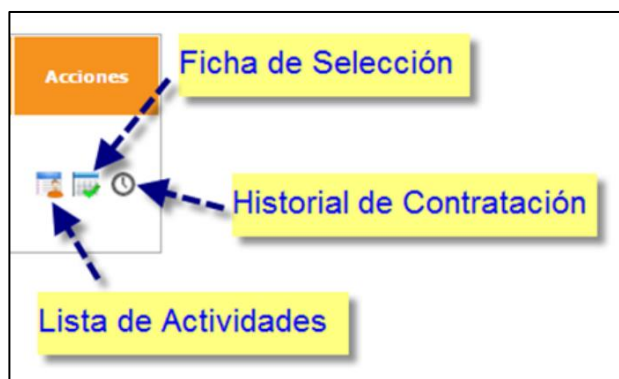 Acciones
Ficha de Selección
Historial de Contratación
Lista de Actividades